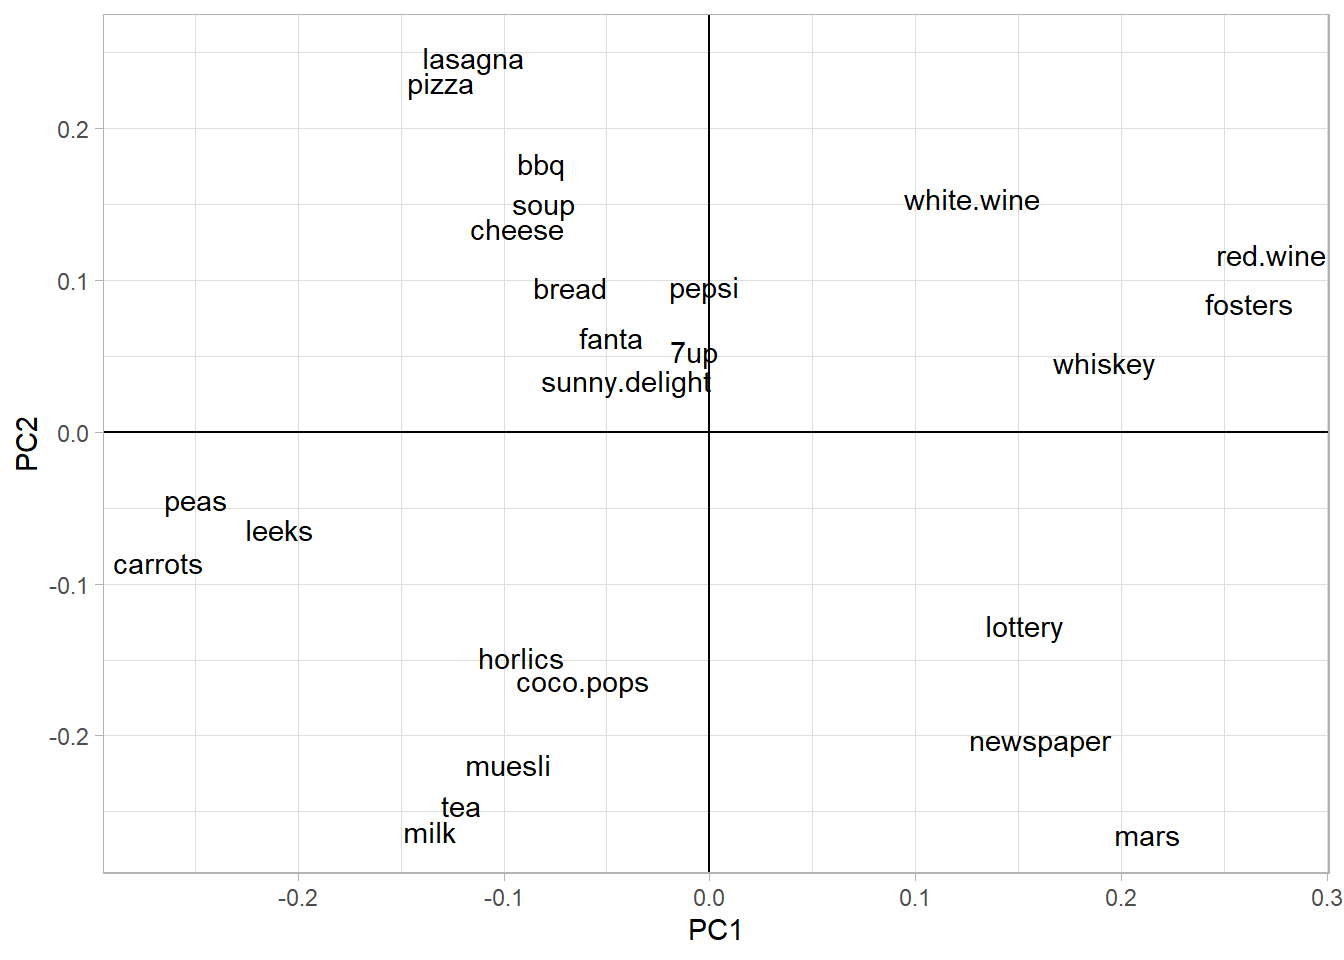 lasagna
pizza
0.2
bbq
white.wine
soup
cheese
red.wine
0.1
bread
pepsi
fosters
fanta
7up
whiskey
sunny.delight
0.0
PC2
peas
leeks
carrots
-0.1
lottery
horlics
coco.pops
-0.2
newspaper
muesli
tea
milk
mars
-0.2
-0.1
0.0
0.1
0.2
0.3
PC1